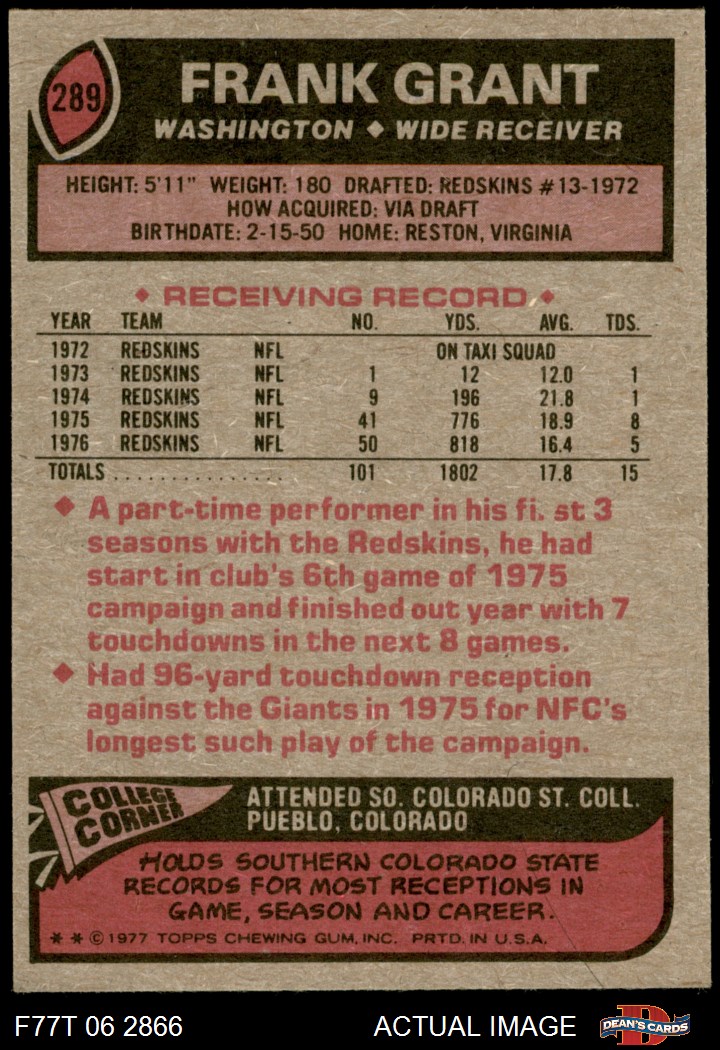 289
FRANK GRANT
WASHINGTON ◆ WIDE RECEIVER
HEIGHT: 5'11" WEIGHT: 180 DRAFTED: REDSKINS #13-1972
HOW ACQUIRED: VIA DRAFT
BIRTHDATE: 2-15-50 HOME: RESTON, VIRGINIA
◆ RECEIVING RECORD ◆
YEAR TEAM NO. YDS. AVG. TDS.
1972 REDSKINS NFL ON TAXI SQUAD
1973 REDSKINS NFL 1 12 12.0 1
1974 REDSKINS NFL 9 196 21.8 1
1975 REDSKINS NFL 41 776 18.9 8
1976 REDSKINS NFL 50 818 16.4 5
TOTALS . . . . . . . . . . . . . . . 101 1802 17.8 15
◆ A part-time performer in his fi. st 3
seasons with the Redskins, he had
start in club's 6th game of 1975
campaign and finished out year with 7
touchdowns in the next 8 games.
◆ Had 96-yard touchdown reception
against the Giants in 1975 for NFC's
longest such play of the campaign.
COLLEGE
CORNER
ATTENDED SO. COLORADO ST. COLL.
PUEBLO, COLORADO
HOLDS SOUTHERN COLORADO STATE
RECORDS FOR MOST RECEPTIONS IN
GAME, SEASON AND CAREER.
* * © 1977 TOPPS CHEWING GUM, INC. PRTD. IN U.S.A.
F77T 06 2866 ACTUAL IMAGE
D
DEAN'S CARDS